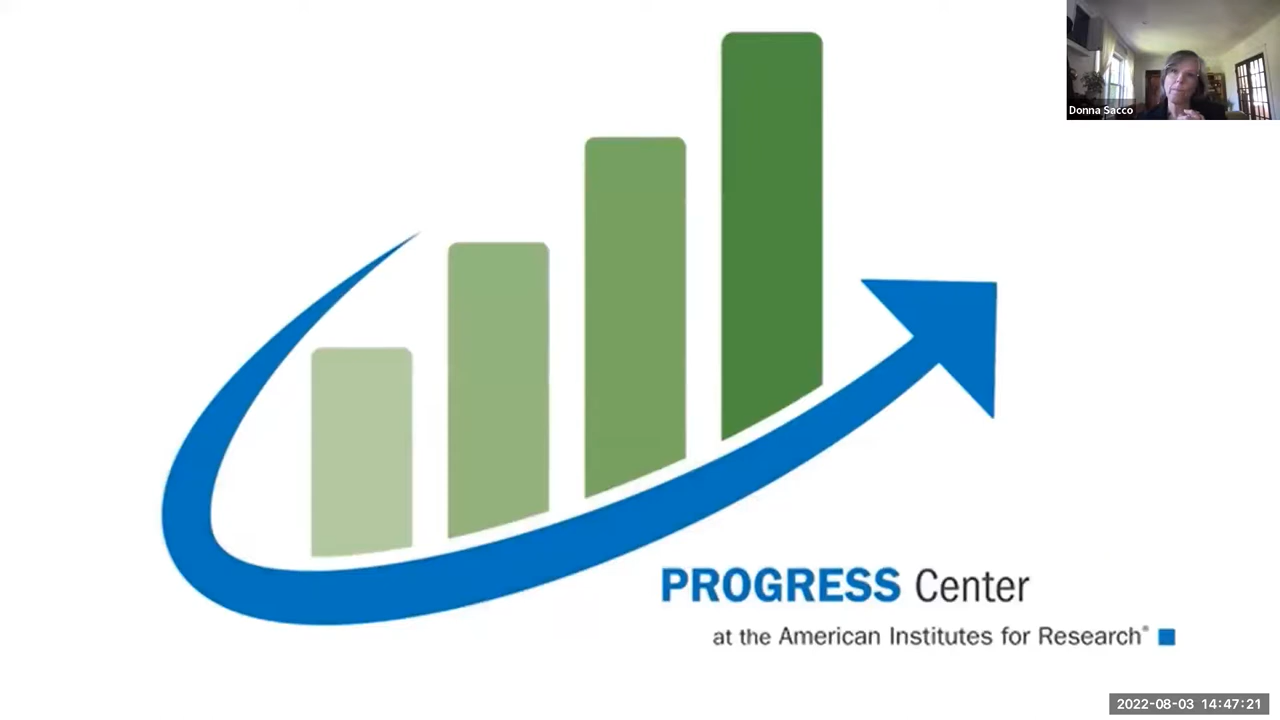 Donna Sacco
PROGRESS Center
at the American Institutes for Research®
2022-08-03 14:47:21